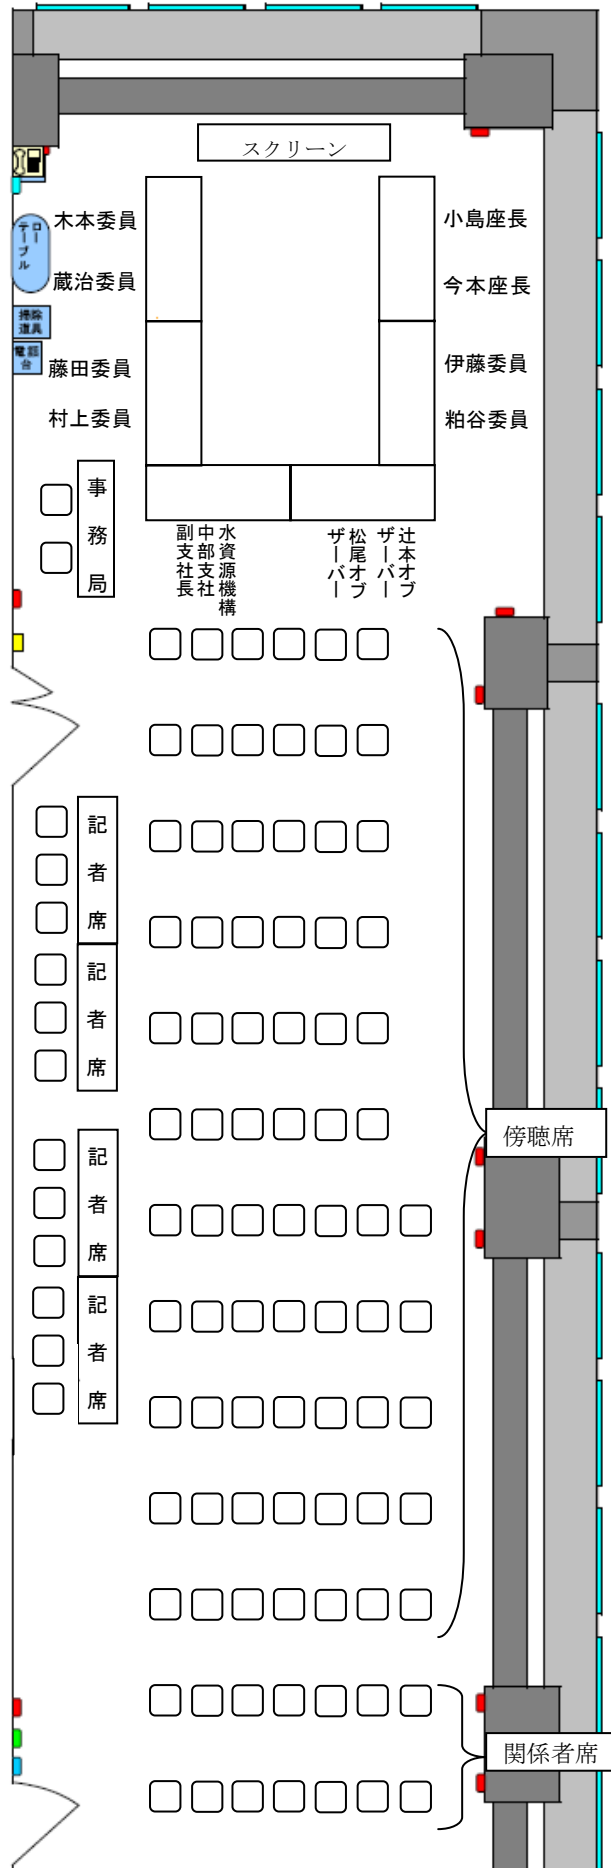 スクリーン
木本委員
小島座長
ローテーブル
蔵治委員
今本座長
掃除
道具
電話
台
藤田委員
伊藤委員
村上委員
粕谷委員
事務局
水資源機構
中部支社
副支社長
辻本オブ
ザーバー
松尾オブ
ザーバー
記者席
記者席
傍聴席
記者席
記者席
関係者席